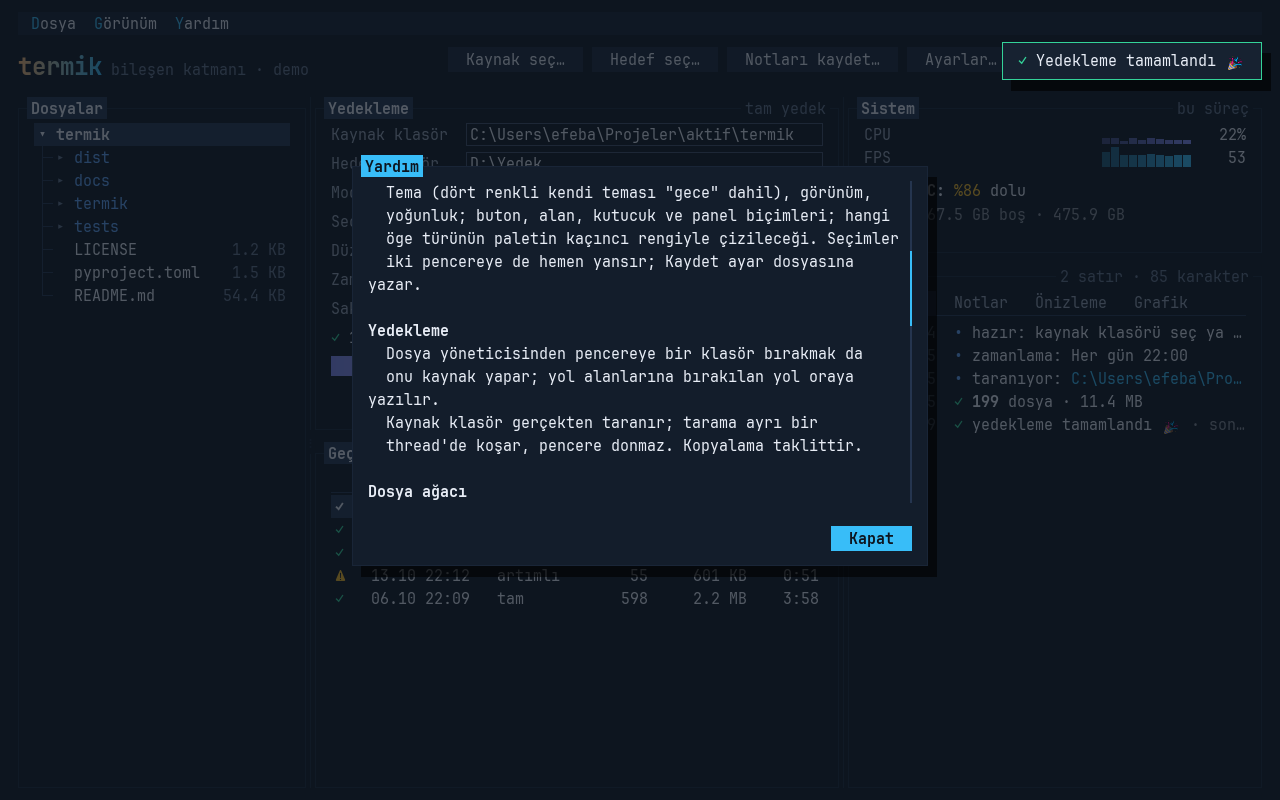 Dosya Görünüm Yardım
termik bileşen katmanı · demo
Kaynak seç… Hedef seç… Notları kaydet… Ayarlar…
✓ Yedekleme tamamlandı 🎉
Dosyalar
▾ termik
▸ dist
▸ docs
▸ termik
▸ tests
LICENSE 1.2 KB
pyproject.toml 1.5 KB
README.md 54.4 KB
Yedekleme tam yedek
Kaynak klasör C:\Users\efeba\Projeler\aktif\termik
D:\Yedek
Yardım
Tema (dört renkli kendi teması "gece" dahil), görünüm,
yoğunluk; buton, alan, kutucuk ve panel biçimleri; hangi
öge türünün paletin kaçıncı rengiyle çizileceği. Seçimler
iki pencereye de hemen yansır; Kaydet ayar dosyasına
yazar.
Yedekleme
Dosya yöneticisinden pencereye bir klasör bırakmak da
onu kaynak yapar; yol alanlarına bırakılan yol oraya
yazılır.
Kaynak klasör gerçekten taranır; tarama ayrı bir
thread'de koşar, pencere donmaz. Kopyalama taklittir.
Dosya ağacı
Kapat
⚠ 13.10 22:12 artımlı 55 601 KB 0:51
✓ 06.10 22:09 tam 598 2.2 MB 3:58
Sistem bu süreç
CPU 22%
FPS 53
C: %86 dolu
67.5 GB boş · 475.9 GB
2 satır · 85 karakter
Notlar Önizleme Grafik
• hazır: kaynak klasörü seç ya …
• zamanlama: Her gün 22:00
• taranıyor: C:\Users\efeba\Pro…
✓ 199 dosya · 11.4 MB
✓ yedekleme tamamlandı 🎉 · son…